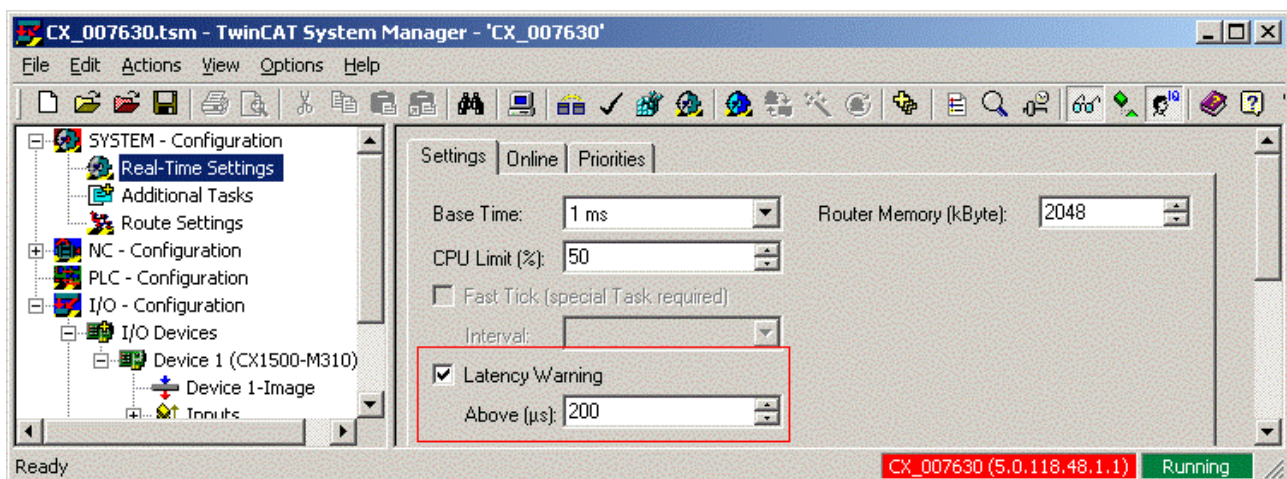 CX_007630.tsm - TwinCAT System Manager - 'CX_007630'
File Edit Actions View Options Help
SYSTEM - Configuration
Real-Time Settings
Additional Tasks
Route Settings
NC - Configuration
PLC - Configuration
I/O - Configuration
I/O Devices
Device 1 (CX1500-M310)
Device 1-Image
Inputs
Settings Online Priorities
Base Time: 1 ms Router Memory (kByte): 2048
CPU Limit (%): 50
Fast Tick (special Task required)
Interval:
Latency Warning
Above (µs): 200
Ready CX_007630 (5.0.118.48.1.1) Running